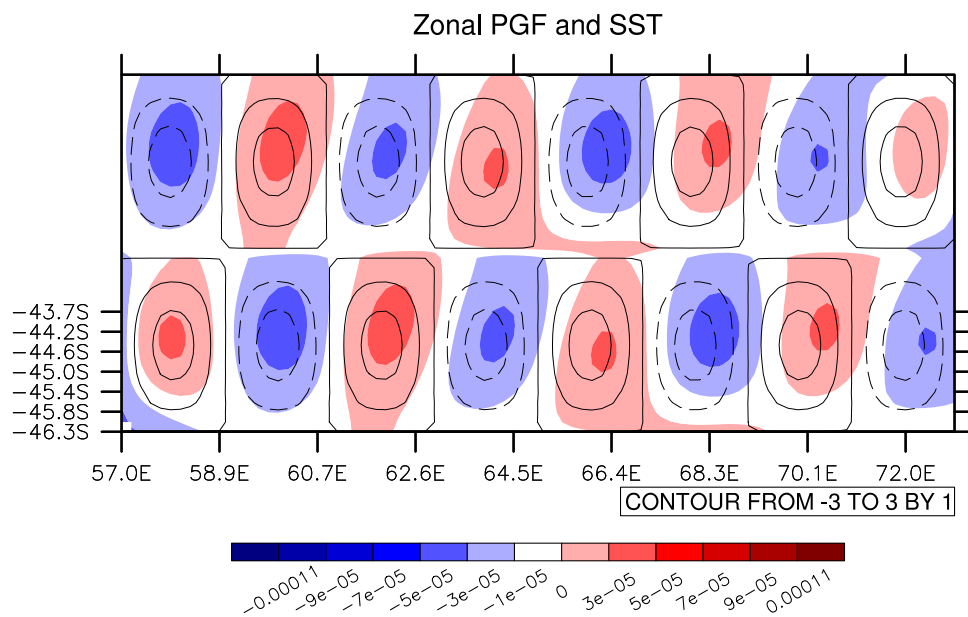 Zonal PGF and SST
−43.7S
−44.2S
−44.6S
−45.0S
−45.4S
−45.8S
−46.3S
57.0E 58.9E 60.7E 62.6E 64.5E 66.4E 68.3E 70.1E 72.0E
CONTOUR FROM -3 TO 3 BY 1
−0.00011 −9e−05 −7e−05 −5e−05 −3e−05 −1e−05 0 3e−05 5e−05 7e−05 9e−05 0.00011